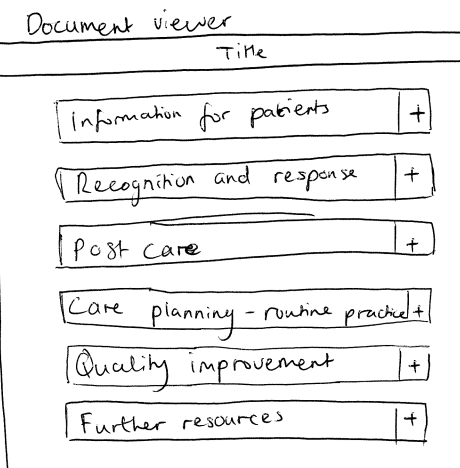 Document viewer
Title
Information for patients +
Recognition and response +
Post care +
Care planning - routine practice +
Quality improvement +
Further resources +